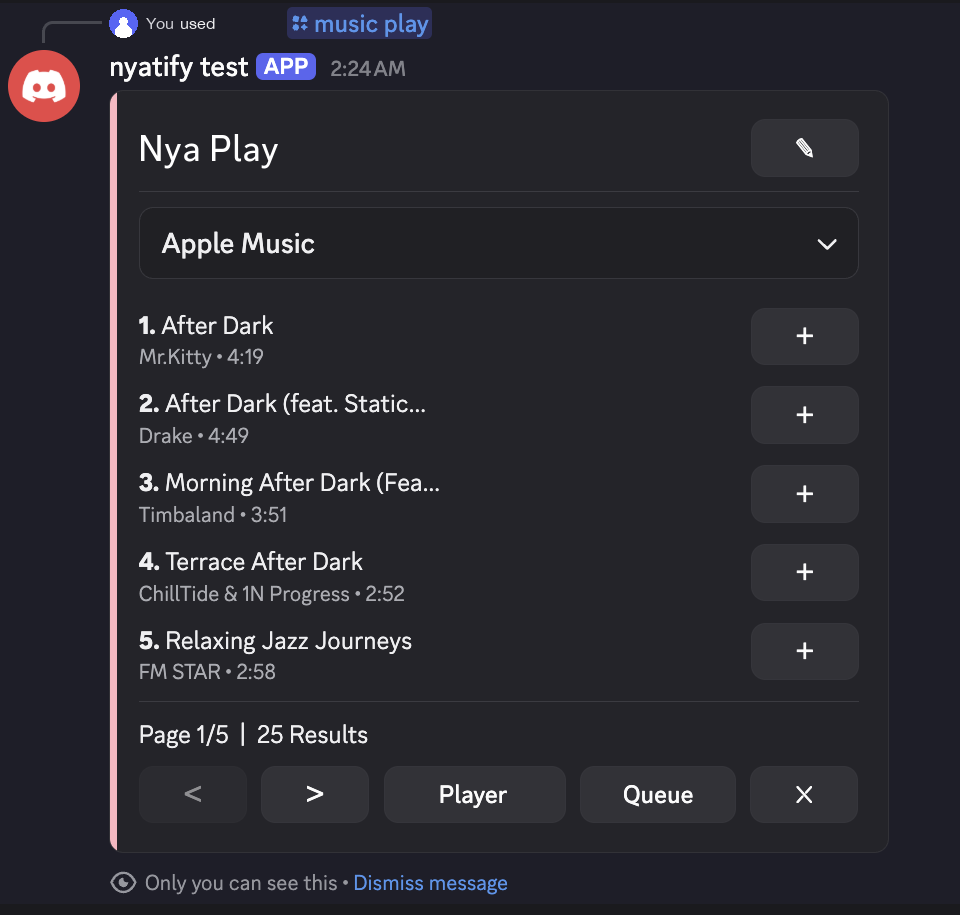 You used music play
nyatify test APP 2:24 AM
Nya Play
✎
Apple Music
1. After Dark
+
Mr.Kitty • 4:19
2. After Dark (feat. Static...
+
Drake • 4:49
3. Morning After Dark (Fea...
+
Timbaland • 3:51
4. Terrace After Dark
+
ChillTide & 1N Progress • 2:52
5. Relaxing Jazz Journeys
+
FM STAR • 2:58
Page 1/5 | 25 Results
< > Player Queue X
Only you can see this • Dismiss message